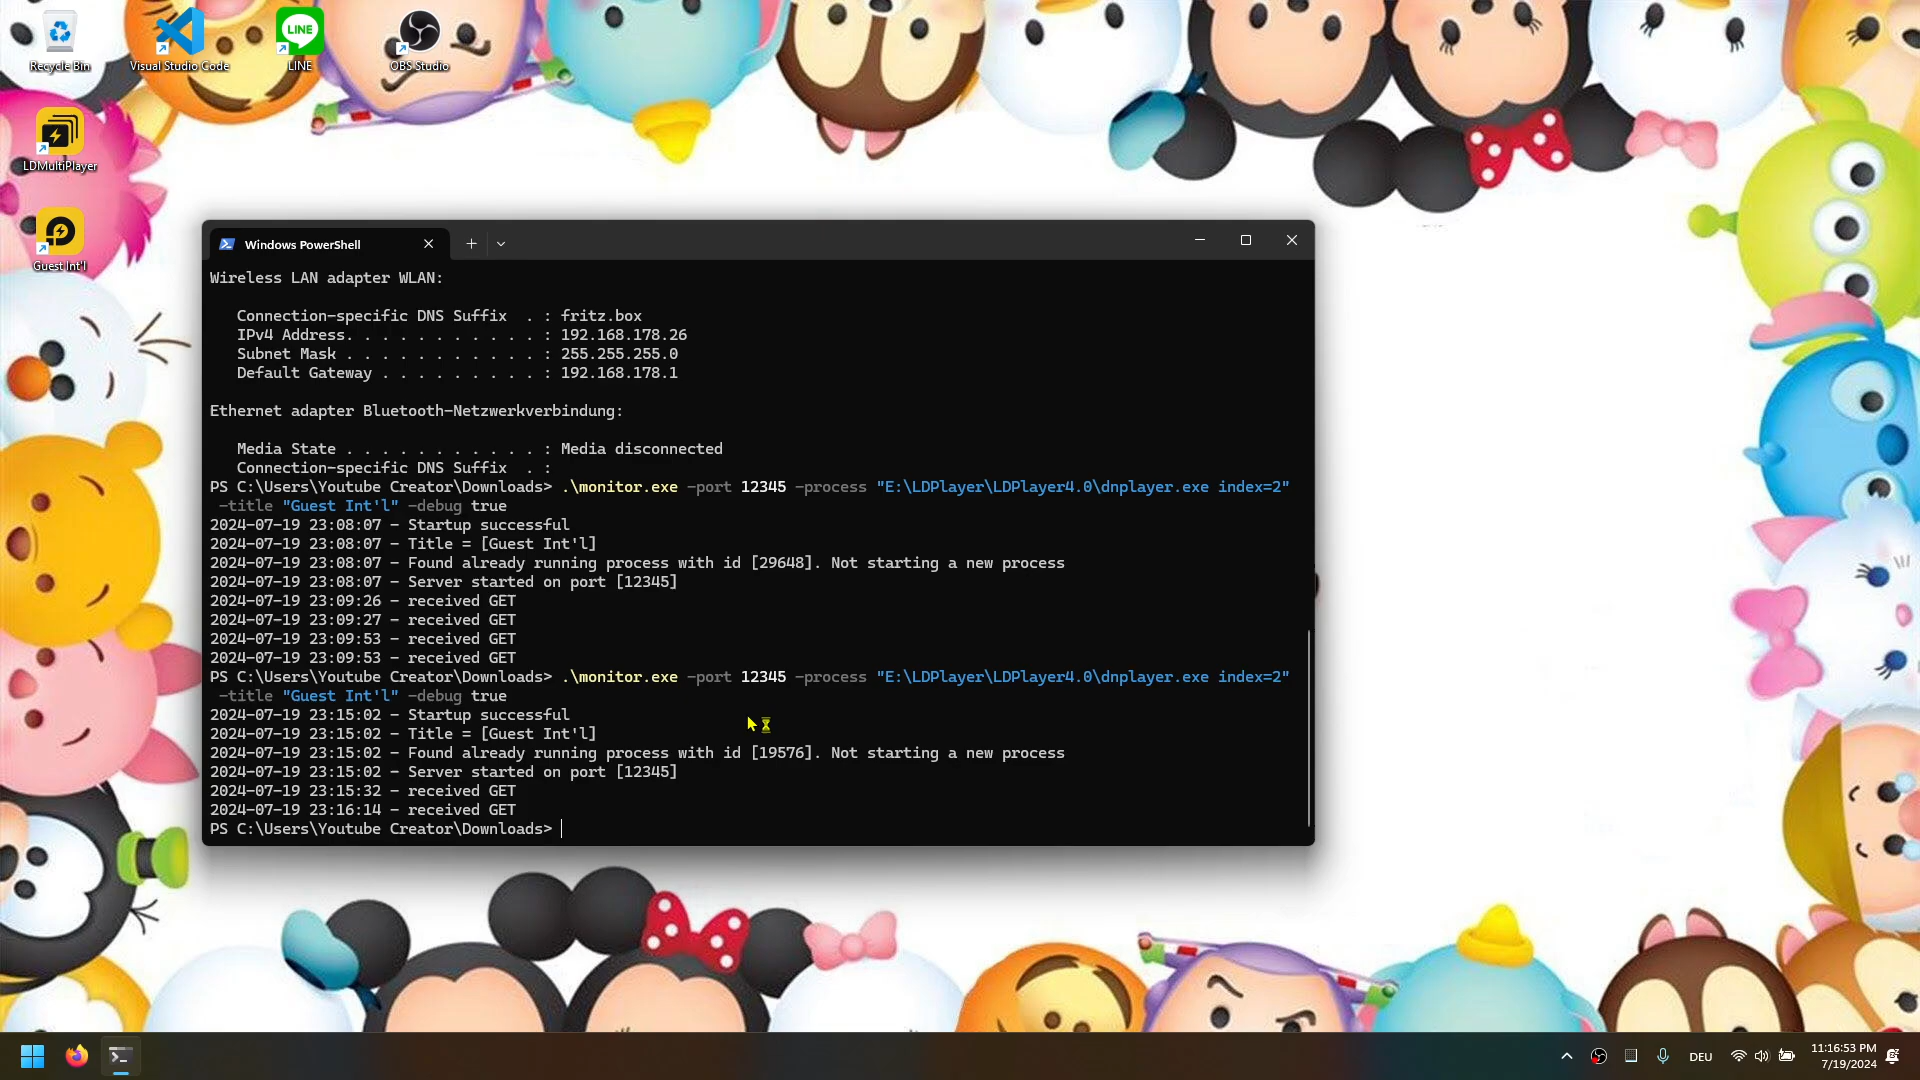 Recycle Bin
Visual Studio Code
LINE
LINE
OBS Studio
LDMultiPlayer
Guest Int'l
Windows PowerShell
Wireless LAN adapter WLAN:
Connection-specific DNS Suffix  . : fritz.box
IPv4 Address. . . . . . . . . . . : 192.168.178.26
Subnet Mask . . . . . . . . . . . : 255.255.255.0
Default Gateway . . . . . . . . . : 192.168.178.1
Ethernet adapter Bluetooth-Netzwerkverbindung:
Media State . . . . . . . . . . . : Media disconnected
Connection-specific DNS Suffix  . :
PS C:\Users\Youtube Creator\Downloads> .\monitor.exe -port 12345 -process "E:\LDPlayer\LDPlayer4.0\dnplayer.exe index=2"
-title "Guest Int'l" -debug true
2024-07-19 23:08:07 - Startup successful
2024-07-19 23:08:07 - Title = [Guest Int'l]
2024-07-19 23:08:07 - Found already running process with id [29648]. Not starting a new process
2024-07-19 23:08:07 - Server started on port [12345]
2024-07-19 23:09:26 - received GET
2024-07-19 23:09:27 - received GET
2024-07-19 23:09:53 - received GET
2024-07-19 23:09:53 - received GET
PS C:\Users\Youtube Creator\Downloads> .\monitor.exe -port 12345 -process "E:\LDPlayer\LDPlayer4.0\dnplayer.exe index=2"
-title "Guest Int'l" -debug true
2024-07-19 23:15:02 - Startup successful
2024-07-19 23:15:02 - Title = [Guest Int'l]
2024-07-19 23:15:02 - Found already running process with id [19576]. Not starting a new process
2024-07-19 23:15:02 - Server started on port [12345]
2024-07-19 23:15:32 - received GET
2024-07-19 23:16:14 - received GET
PS C:\Users\Youtube Creator\Downloads>
DEU
11:16:53 PM
7/19/2024